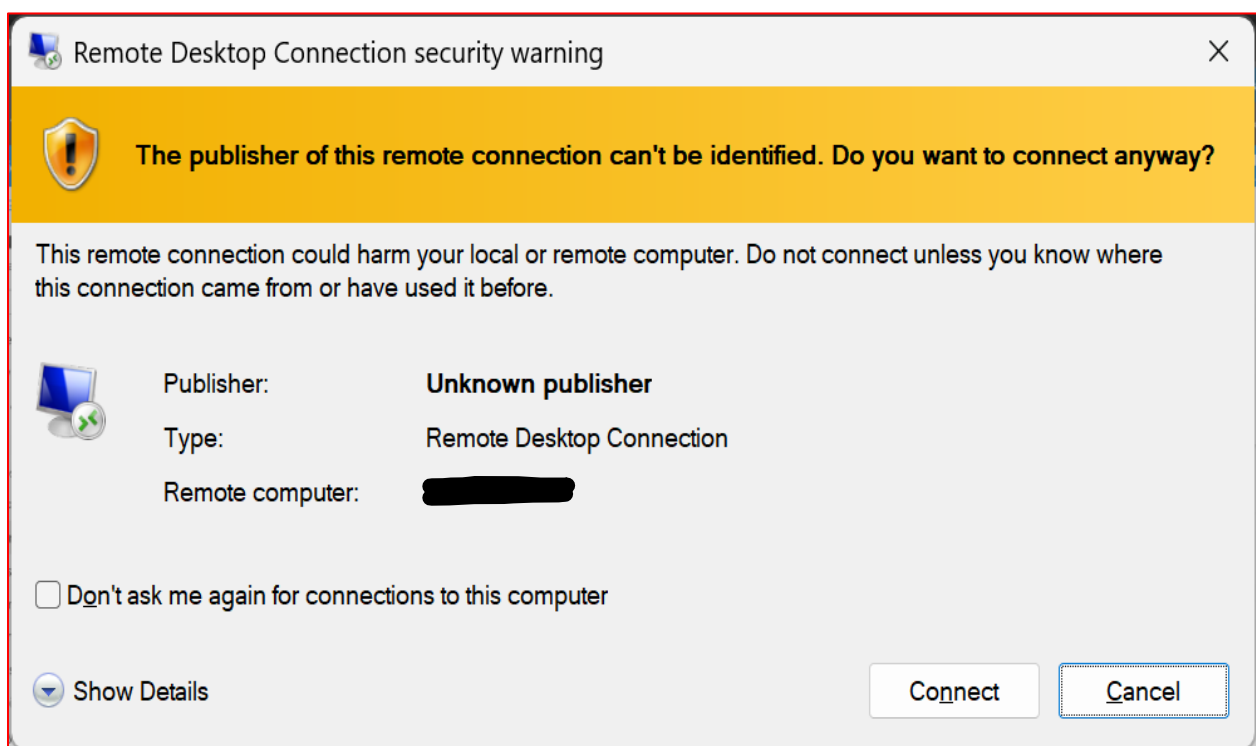 Remote Desktop Connection security warning
The publisher of this remote connection can't be identified. Do you want to connect anyway?
This remote connection could harm your local or remote computer. Do not connect unless you know where
this connection came from or have used it before.
Publisher: Unknown publisher
Type: Remote Desktop Connection
Remote computer:
Don't ask me again for connections to this computer
Show Details Connect Cancel